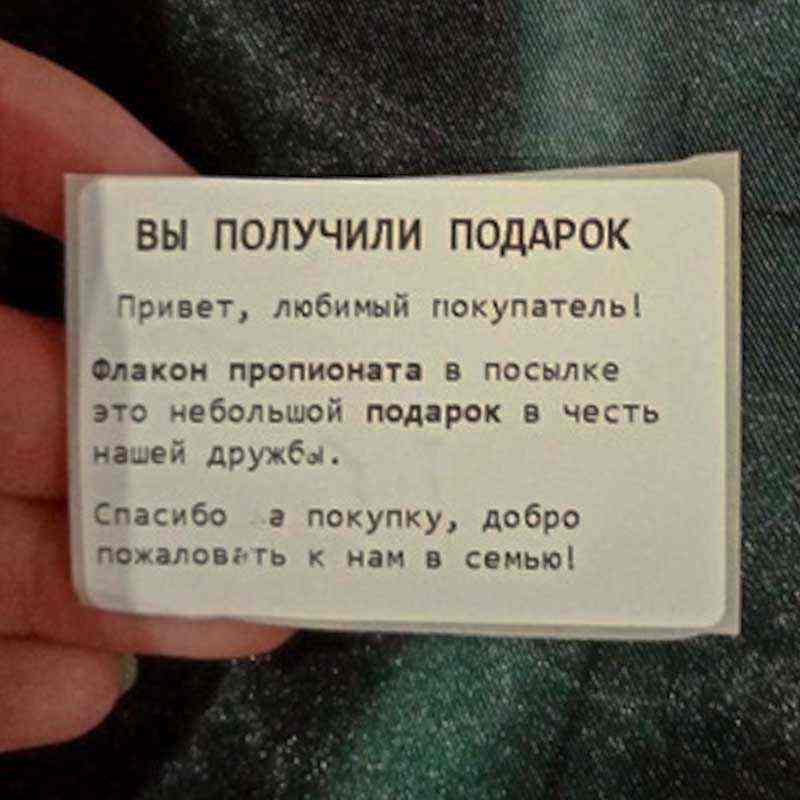 ВЫ ПОЛУЧИЛИ ПОДАРОК
Привет, любимый покупатель!
Флакон пропионата в посылке
это небольшой подарок в честь
нашей дружбы.
Спасибо за покупку, добро
пожаловать к нам в семью!